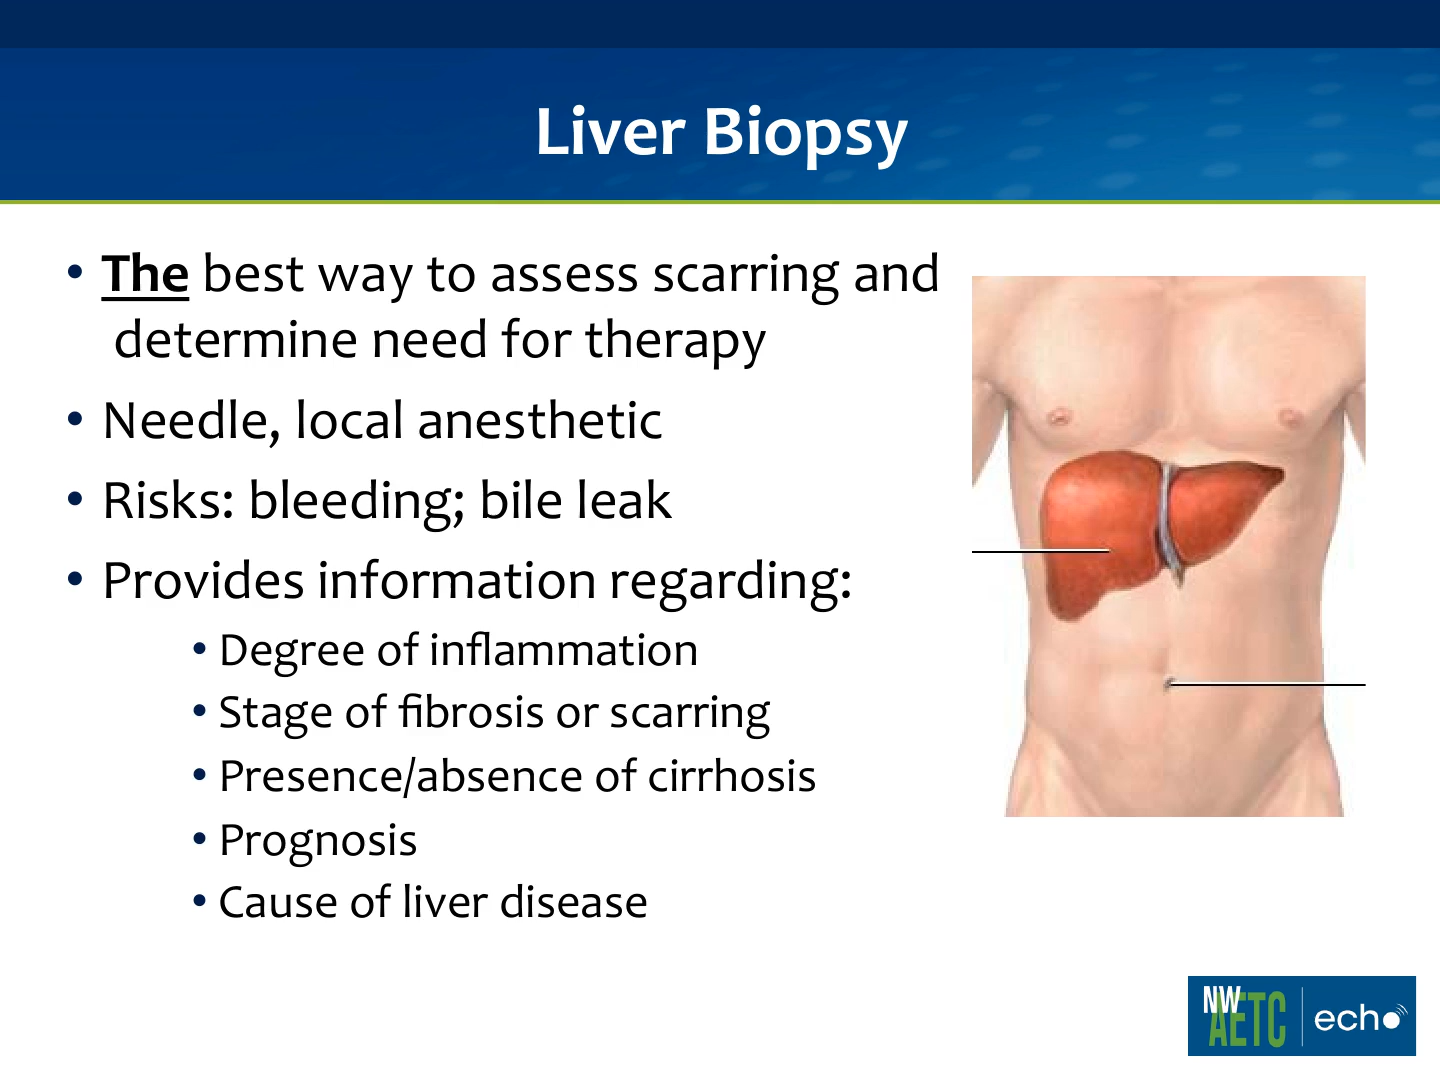 Liver Biopsy
• The best way to assess scarring and
determine need for therapy
• Needle, local anesthetic
• Risks: bleeding; bile leak
• Provides information regarding:
• Degree of inflammation
• Stage of fibrosis or scarring
• Presence/absence of cirrhosis
• Prognosis
• Cause of liver disease
NW
AETC
echo